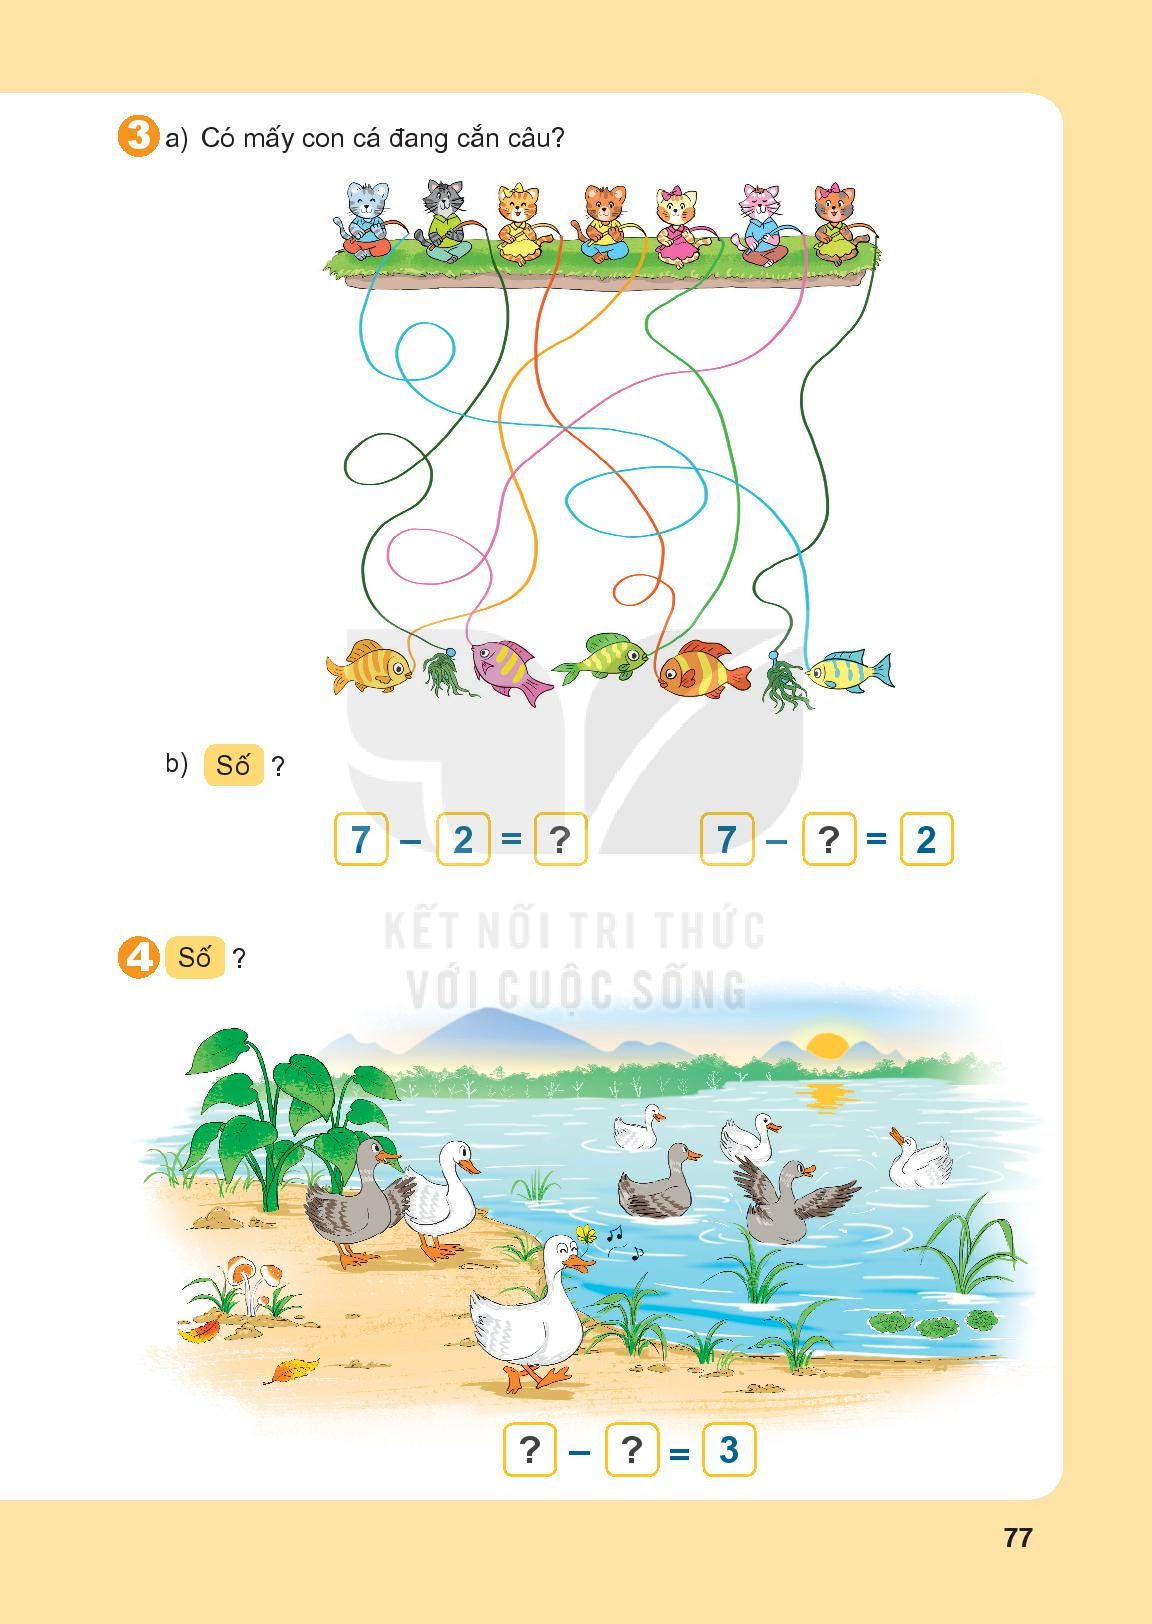 3 a) Có mấy con cá đang cắn câu?
b) Số ?
7 – 2 = ? 7 – ? = 2
KẾT NỐI TRI THỨC
VỚI CUỘC SỐNG
4 Số ?
? – ? = 3
77